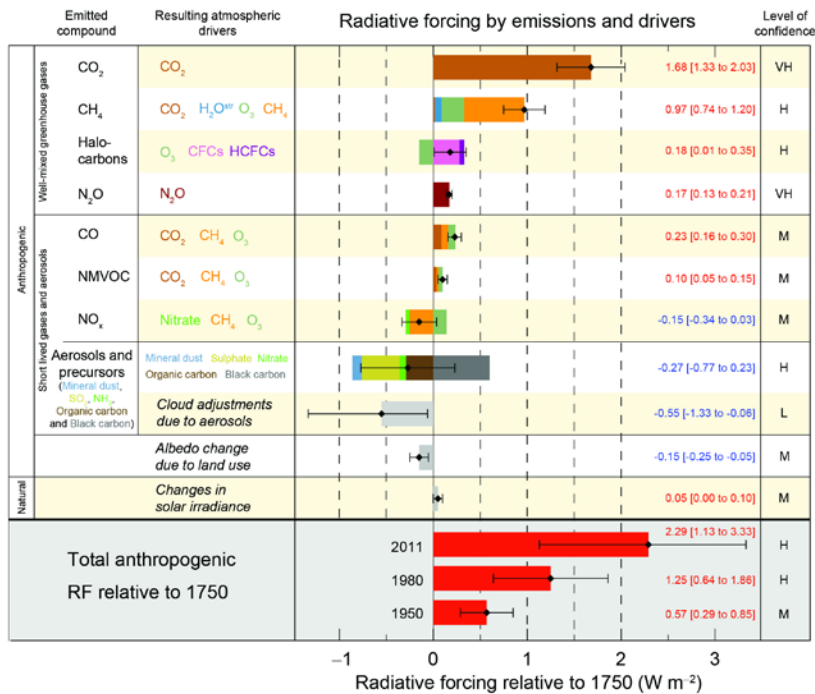 Emitted compound
Resulting atmospheric drivers
Radiative forcing by emissions and drivers
Level of confidence
Anthropogenic
Well-mixed greenhouse gases
CO₂
CO₂
1.68 [1.33 to 2.03]
VH
CH₄
CO₂ H₂Oˢᵗʳ O₃ CH₄
0.97 [0.74 to 1.20]
H
Halo-
carbons
O₃ CFCs HCFCs
0.18 [0.01 to 0.35]
H
N₂O
N₂O
0.17 [0.13 to 0.21]
VH
Short lived gases and aerosols
CO
CO₂ CH₄ O₃
0.23 [0.16 to 0.30]
M
NMVOC
CO₂ CH₄ O₃
0.10 [0.05 to 0.15]
M
NOₓ
Nitrate CH₄ O₃
-0.15 [-0.34 to 0.03]
M
Aerosols and
precursors
(Mineral dust,
SO₂, NH₃,
Organic carbon
and Black carbon)
Mineral dust Sulphate Nitrate
Organic carbon Black carbon
-0.27 [-0.77 to 0.23]
H
Cloud adjustments
due to aerosols
-0.55 [-1.33 to -0.06]
L
Albedo change
due to land use
-0.15 [-0.25 to -0.05]
M
Natural
Changes in
solar irradiance
0.05 [0.00 to 0.10]
M
Total anthropogenic
RF relative to 1750
2011
2.29 [1.13 to 3.33]
H
1980
1.25 [0.64 to 1.86]
H
1950
0.57 [0.29 to 0.85]
M
−1 0 1 2 3
Radiative forcing relative to 1750 (W m⁻²)